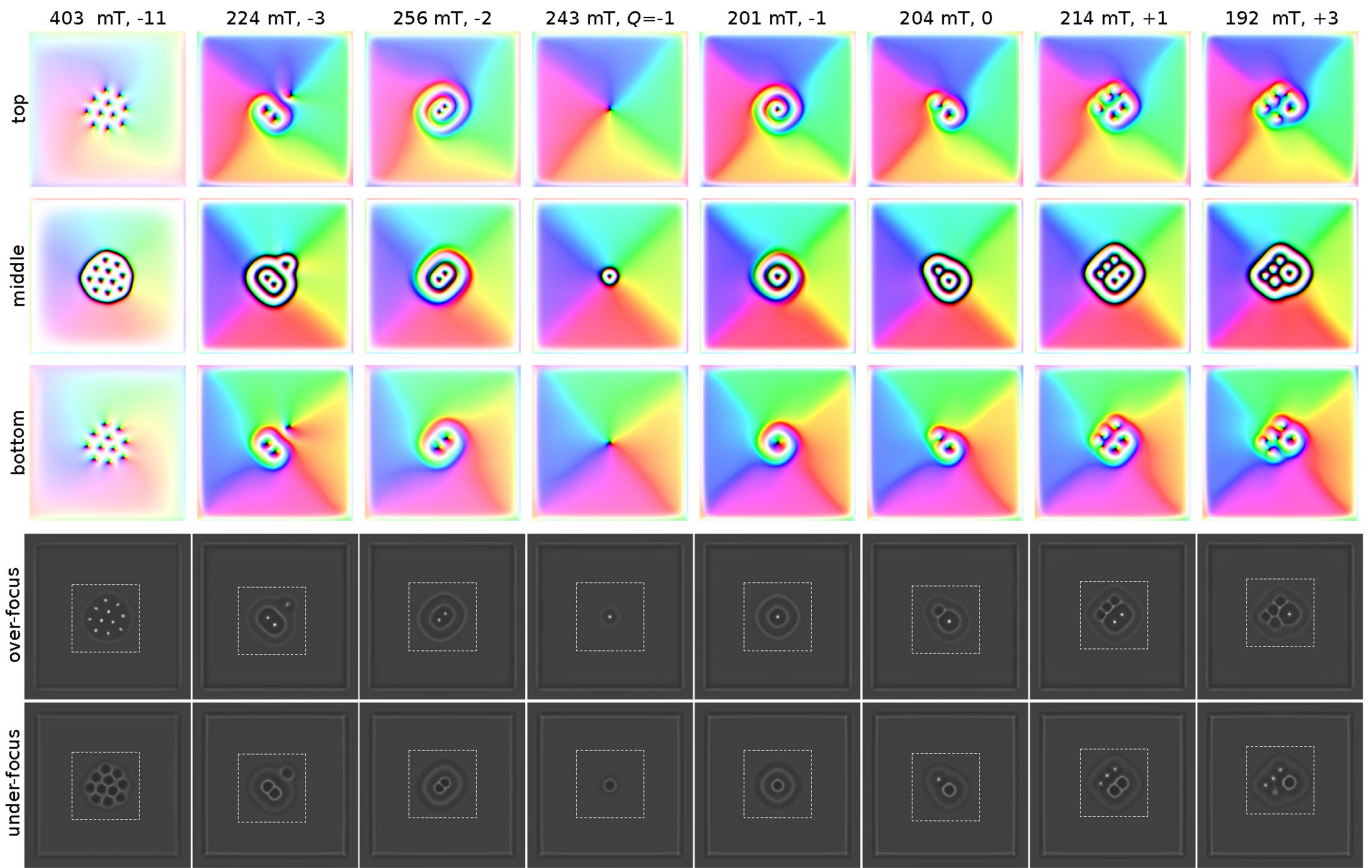 403 mT, -11 224 mT, -3 256 mT, -2 243 mT, Q=-1 201 mT, -1 204 mT, 0 214 mT, +1 192 mT, +3
top
middle
bottom
over-focus
under-focus